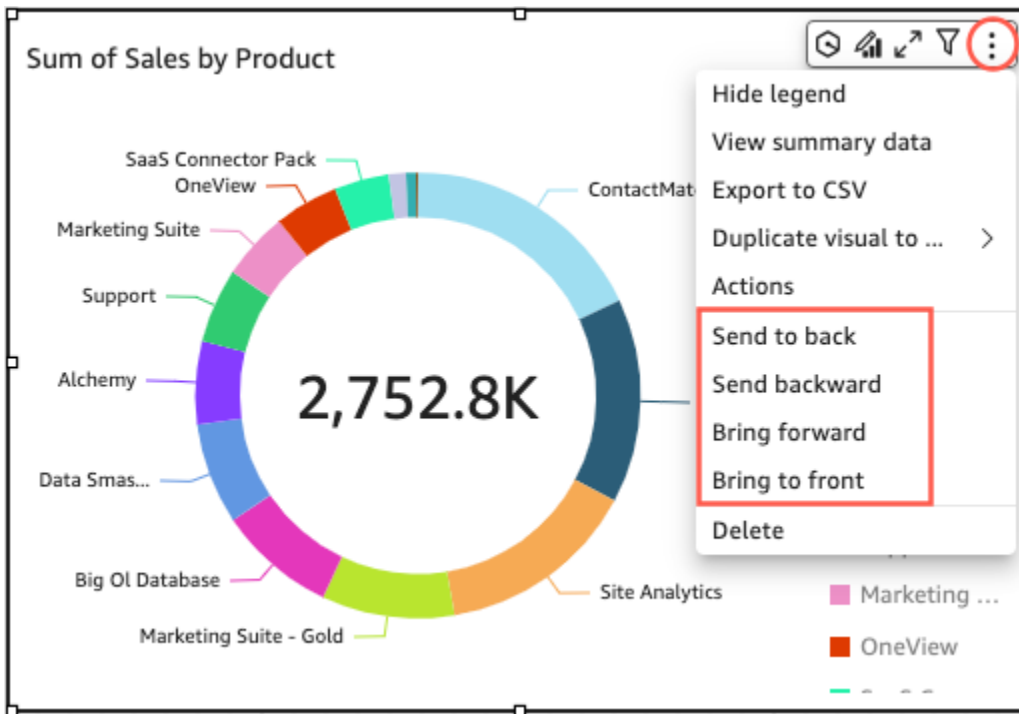 Sum of Sales by Product
Hide legend
View summary data
Export to CSV
Duplicate visual to ...
Actions
Send to back
Send backward
Bring forward
Bring to front
Delete
SaaS Connector Pack
OneView
Marketing Suite
Support
Alchemy
Data Smas...
Big Ol Database
Marketing Suite - Gold
Site Analytics
ContactMat
2,752.8K
Marketing ...
OneView